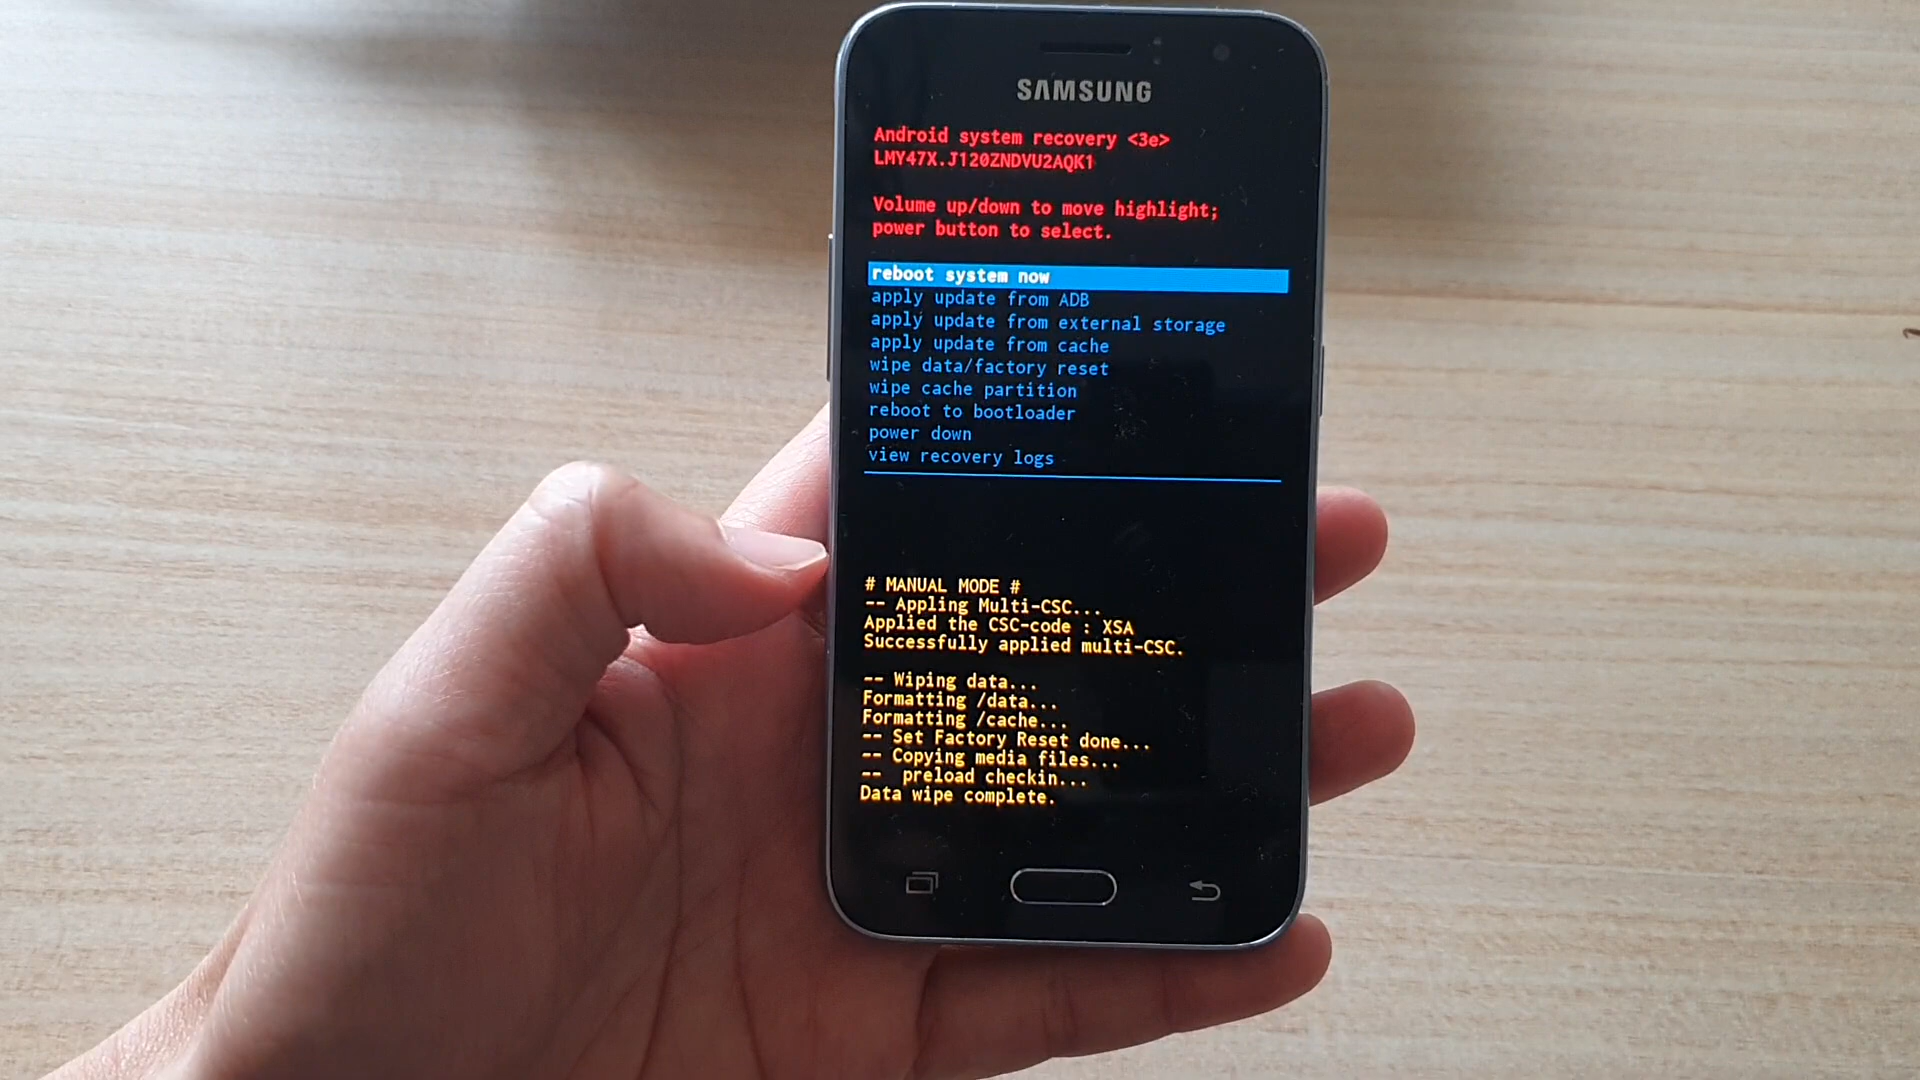 SAMSUNG
Android system recovery <3e>
LMY47X.J120ZNDVU2AQK1
Volume up/down to move highlight;
power button to select.
reboot system now
apply update from ADB
apply update from external storage
apply update from cache
wipe data/factory reset
wipe cache partition
reboot to bootloader
power down
view recovery logs
# MANUAL MODE #
-- Appling Multi-CSC...
Applied the CSC-code : XSA
Successfully applied multi-CSC.
-- Wiping data...
Formatting /data...
Formatting /cache...
-- Set Factory Reset done...
-- Copying media files...
--  preload checkin...
Data wipe complete.